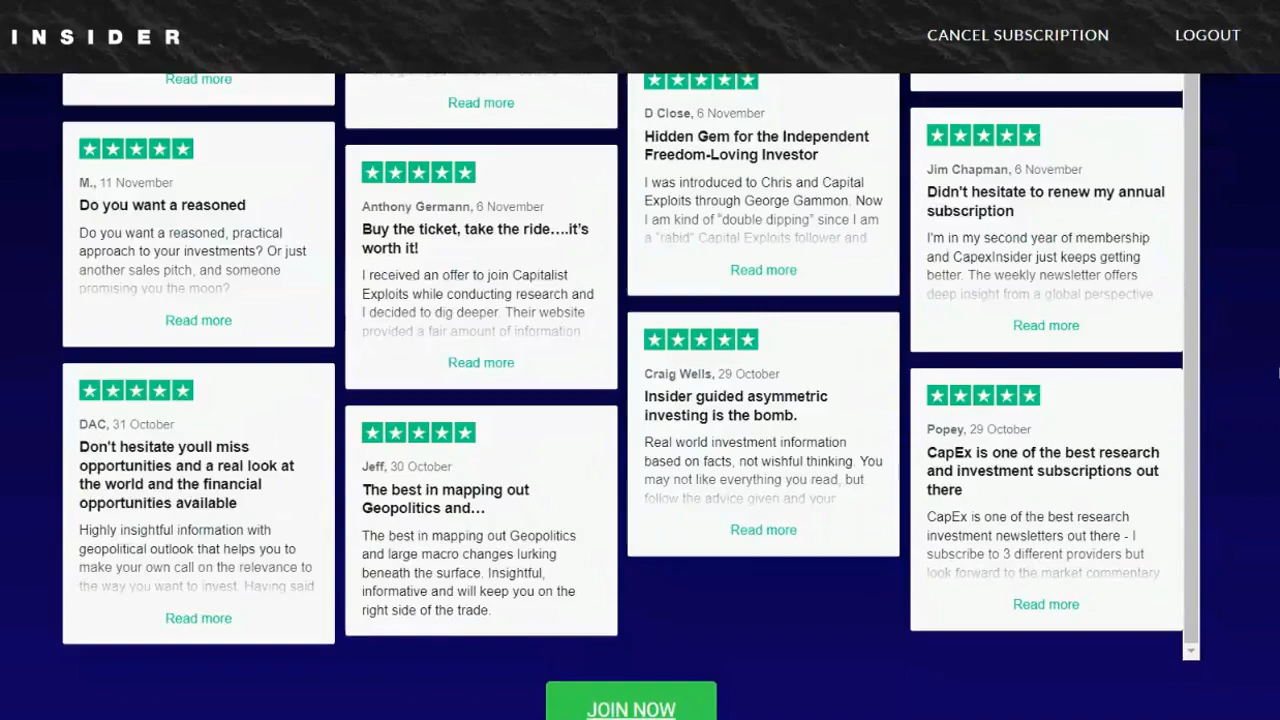 INSIDER
CANCEL SUBSCRIPTION
LOGOUT
Read more
M., 11 November
Do you want a reasoned
Do you want a reasoned, practical
approach to your investments? Or just
another sales pitch, and someone
promising you the moon?
Read more
DAC, 31 October
Don't hesitate youll miss
opportunities and a real look at
the world and the financial
opportunities available
Highly insightful information with
geopolitical outlook that helps you to
make your own call on the relevance to
the way you want to invest. Having said
Read more
Read more
Anthony Germann, 6 November
Buy the ticket, take the ride….it's
worth it!
I received an offer to join Capitalist
Exploits while conducting research and
I decided to dig deeper. Their website
provided a fair amount of information
Read more
Jeff, 30 October
The best in mapping out
Geopolitics and…
The best in mapping out Geopolitics
and large macro changes lurking
beneath the surface. Insightful,
informative and will keep you on the
right side of the trade.
D Close, 6 November
Hidden Gem for the Independent
Freedom-Loving Investor
I was introduced to Chris and Capital
Exploits through George Gammon. Now
I am kind of “double dipping” since I am
a “rabid” Capital Exploits follower and
Read more
Craig Wells, 29 October
Insider guided asymmetric
investing is the bomb.
Real world investment information
based on facts, not wishful thinking. You
may not like everything you read, but
follow the advice given and your
Read more
Jim Chapman, 6 November
Didn't hesitate to renew my annual
subscription
I'm in my second year of membership
and CapexInsider just keeps getting
better. The weekly newsletter offers
deep insight from a global perspective
Read more
Popey, 29 October
CapEx is one of the best research
and investment subscriptions out
there
CapEx is one of the best research
investment newsletters out there - I
subscribe to 3 different providers but
look forward to the market commentary
Read more
JOIN NOW